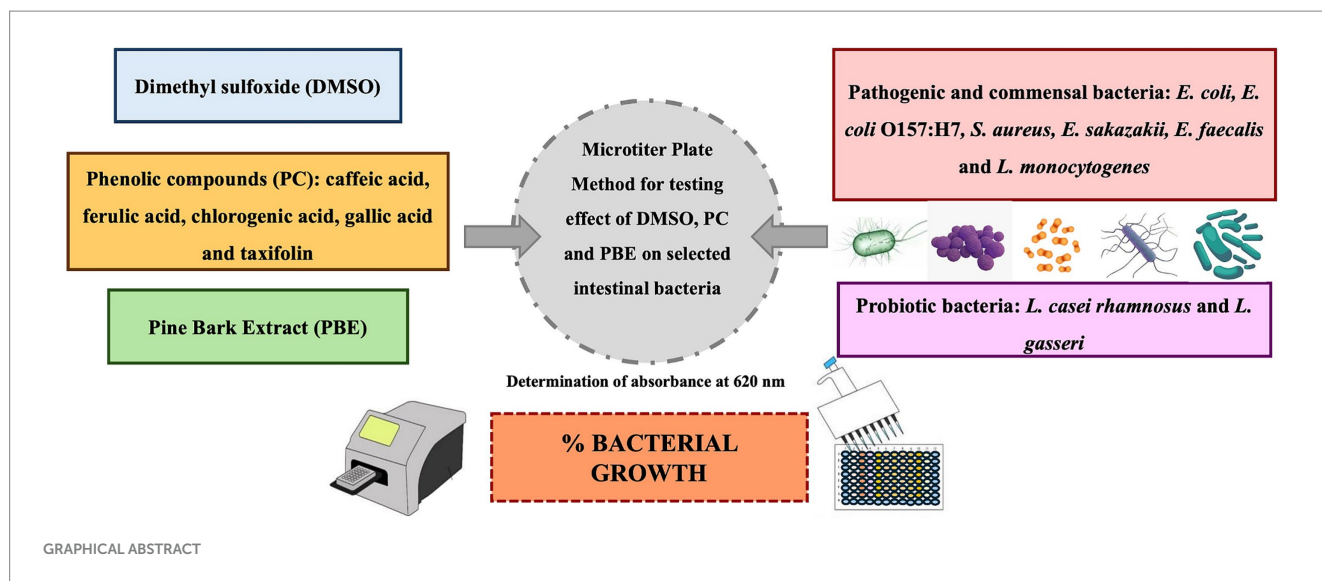 Dimethyl sulfoxide (DMSO)
Phenolic compounds (PC): caffeic acid,
ferulic acid, chlorogenic acid, gallic acid
and taxifolin
Pine Bark Extract (PBE)
Microtiter Plate
Method for testing
effect of DMSO, PC
and PBE on selected
intestinal bacteria
Pathogenic and commensal bacteria: E. coli, E.
coli O157:H7, S. aureus, E. sakazakii, E. faecalis
and L. monocytogenes
Probiotic bacteria: L. casei rhamnosus and L.
gasseri
Determination of absorbance at 620 nm
% BACTERIAL
GROWTH
GRAPHICAL ABSTRACT